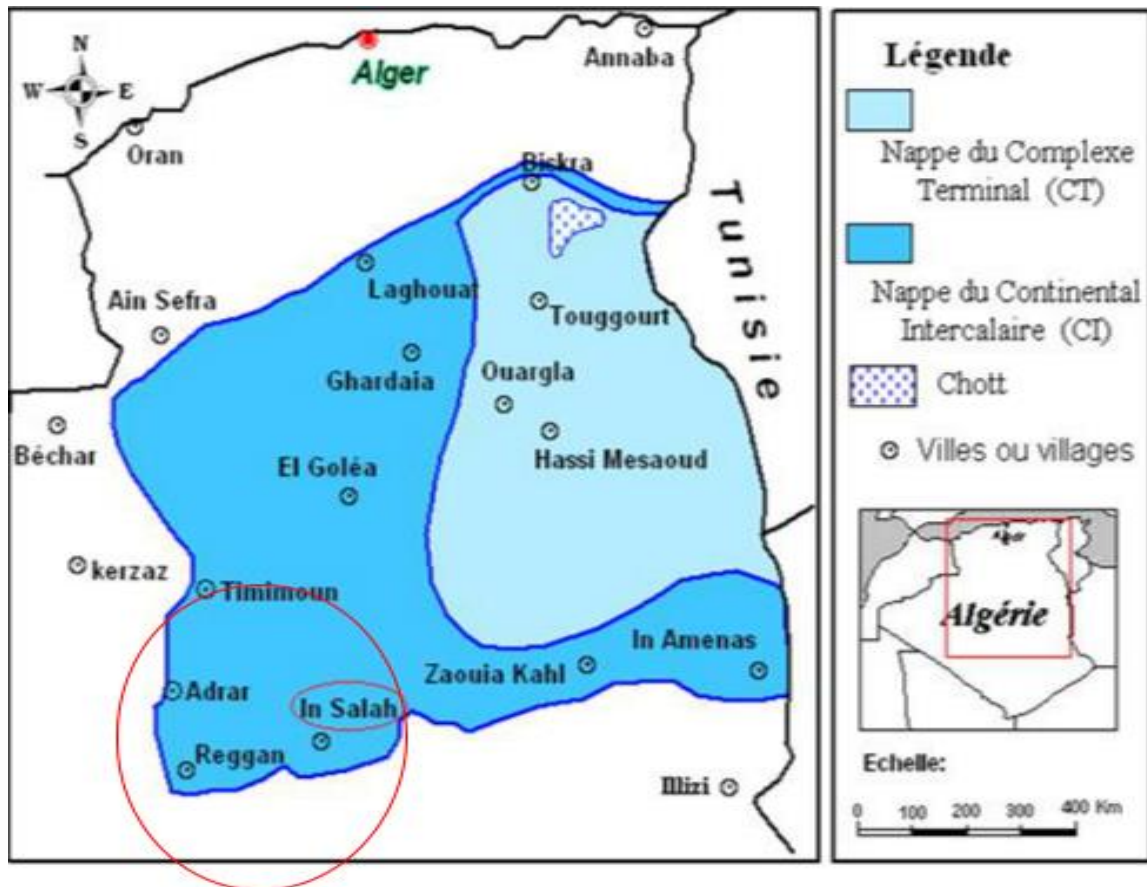 N
W
E
S
Alger
Annaba
Oran
Biskra
Tunisie
Laghouat
Ain Sefra
Touggourt
Ghardaia
Ouargla
Béchar
Hassi Mesaoud
El Goléa
kerzaz
Timimoun
In Amenas
Zaouia Kahl
Adrar
In Salah
Reggan
Illizi
Légende
Nappe du Complexe
Terminal (CT)
Nappe du Continental
Intercalaire (CI)
Chott
Villes ou villages
Alger
Algérie
Echelle:
0 100 200 300 400 Km